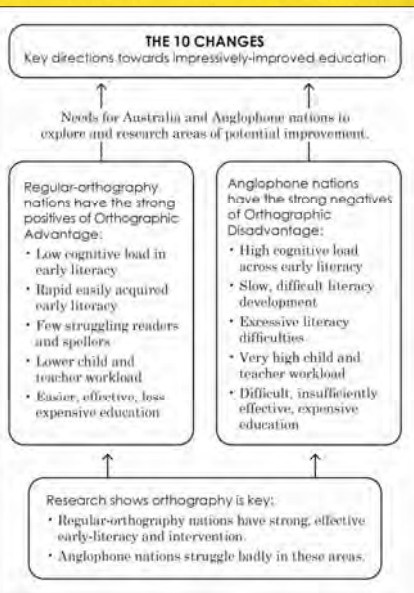 THE 10 CHANGES
Key directions towards impressively-improved education
Needs for Australia and Anglophone nations to
explore and research areas of potential improvement.
Regular-orthography
nations have the strong
positives of Orthographic
Advantage:
• Low cognitive load in
early literacy
• Rapid easily acquired
early literacy
• Few struggling readers
and spellers
• Lower child and
teacher workload
• Easier, effective, less
expensive education
Anglophone nations
have the strong negatives
of Orthographic
Disadvantage:
• High cognitive load
across early literacy
• Slow, difficult literacy
development
• Excessive literacy
difficulties
• Very high child and
teacher workload
• Difficult, insufficiently
effective, expensive
education
Research shows orthography is key:
• Regular-orthography nations have strong, effective
early-literacy and intervention.
• Anglophone nations struggle badly in these areas.